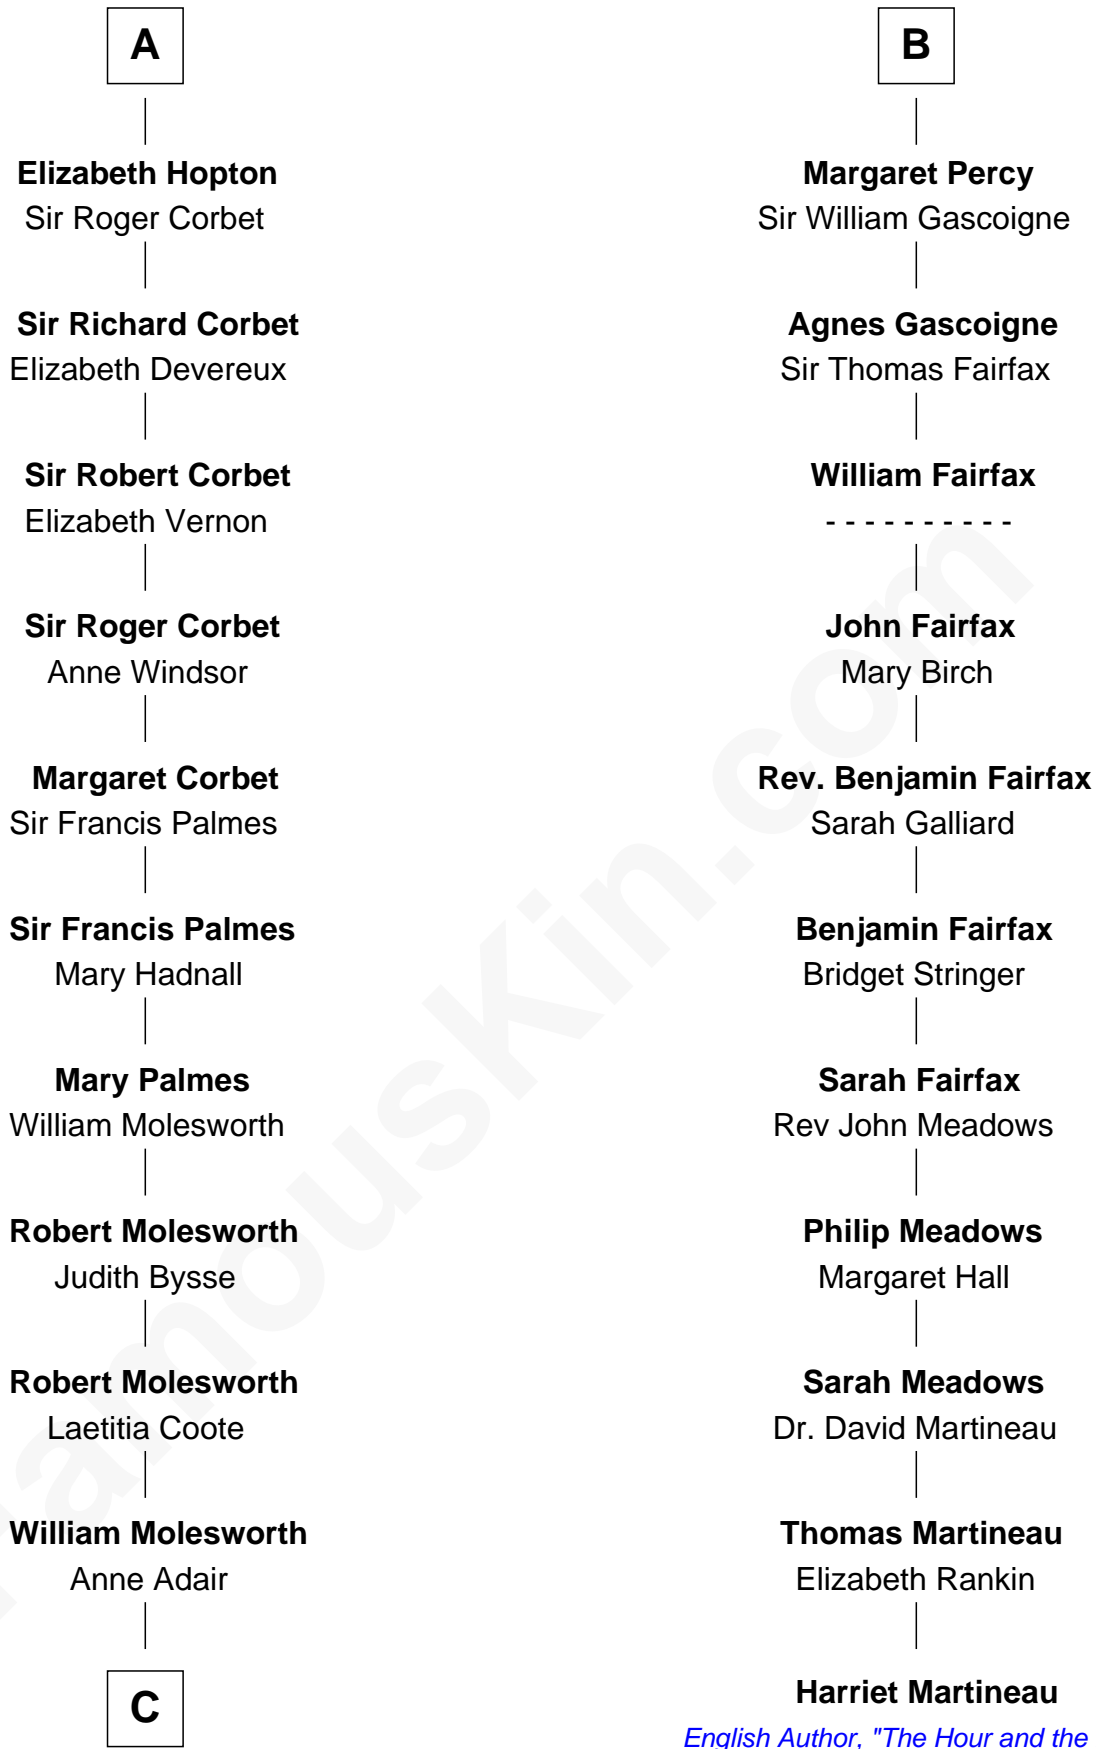 A
Elizabeth Hopton
Sir Roger Corbet
Sir Richard Corbet
Elizabeth Devereux
Sir Robert Corbet
Elizabeth Vernon
Sir Roger Corbet
Anne Windsor
Margaret Corbet
Sir Francis Palmes
Sir Francis Palmes
Mary Hadnall
Mary Palmes
William Molesworth
Robert Molesworth
Judith Bysse
Robert Molesworth
Laetitia Coote
William Molesworth
Anne Adair
C
B
Margaret Percy
Sir William Gascoigne
Agnes Gascoigne
Sir Thomas Fairfax
William Fairfax
- - - - - - - - - -
John Fairfax
Mary Birch
Rev. Benjamin Fairfax
Sarah Galliard
Benjamin Fairfax
Bridget Stringer
Sarah Fairfax
Rev John Meadows
Philip Meadows
Margaret Hall
Sarah Meadows
Dr. David Martineau
Thomas Martineau
Elizabeth Rankin
Harriet Martineau
English Author, "The Hour and the
FamousKin.com